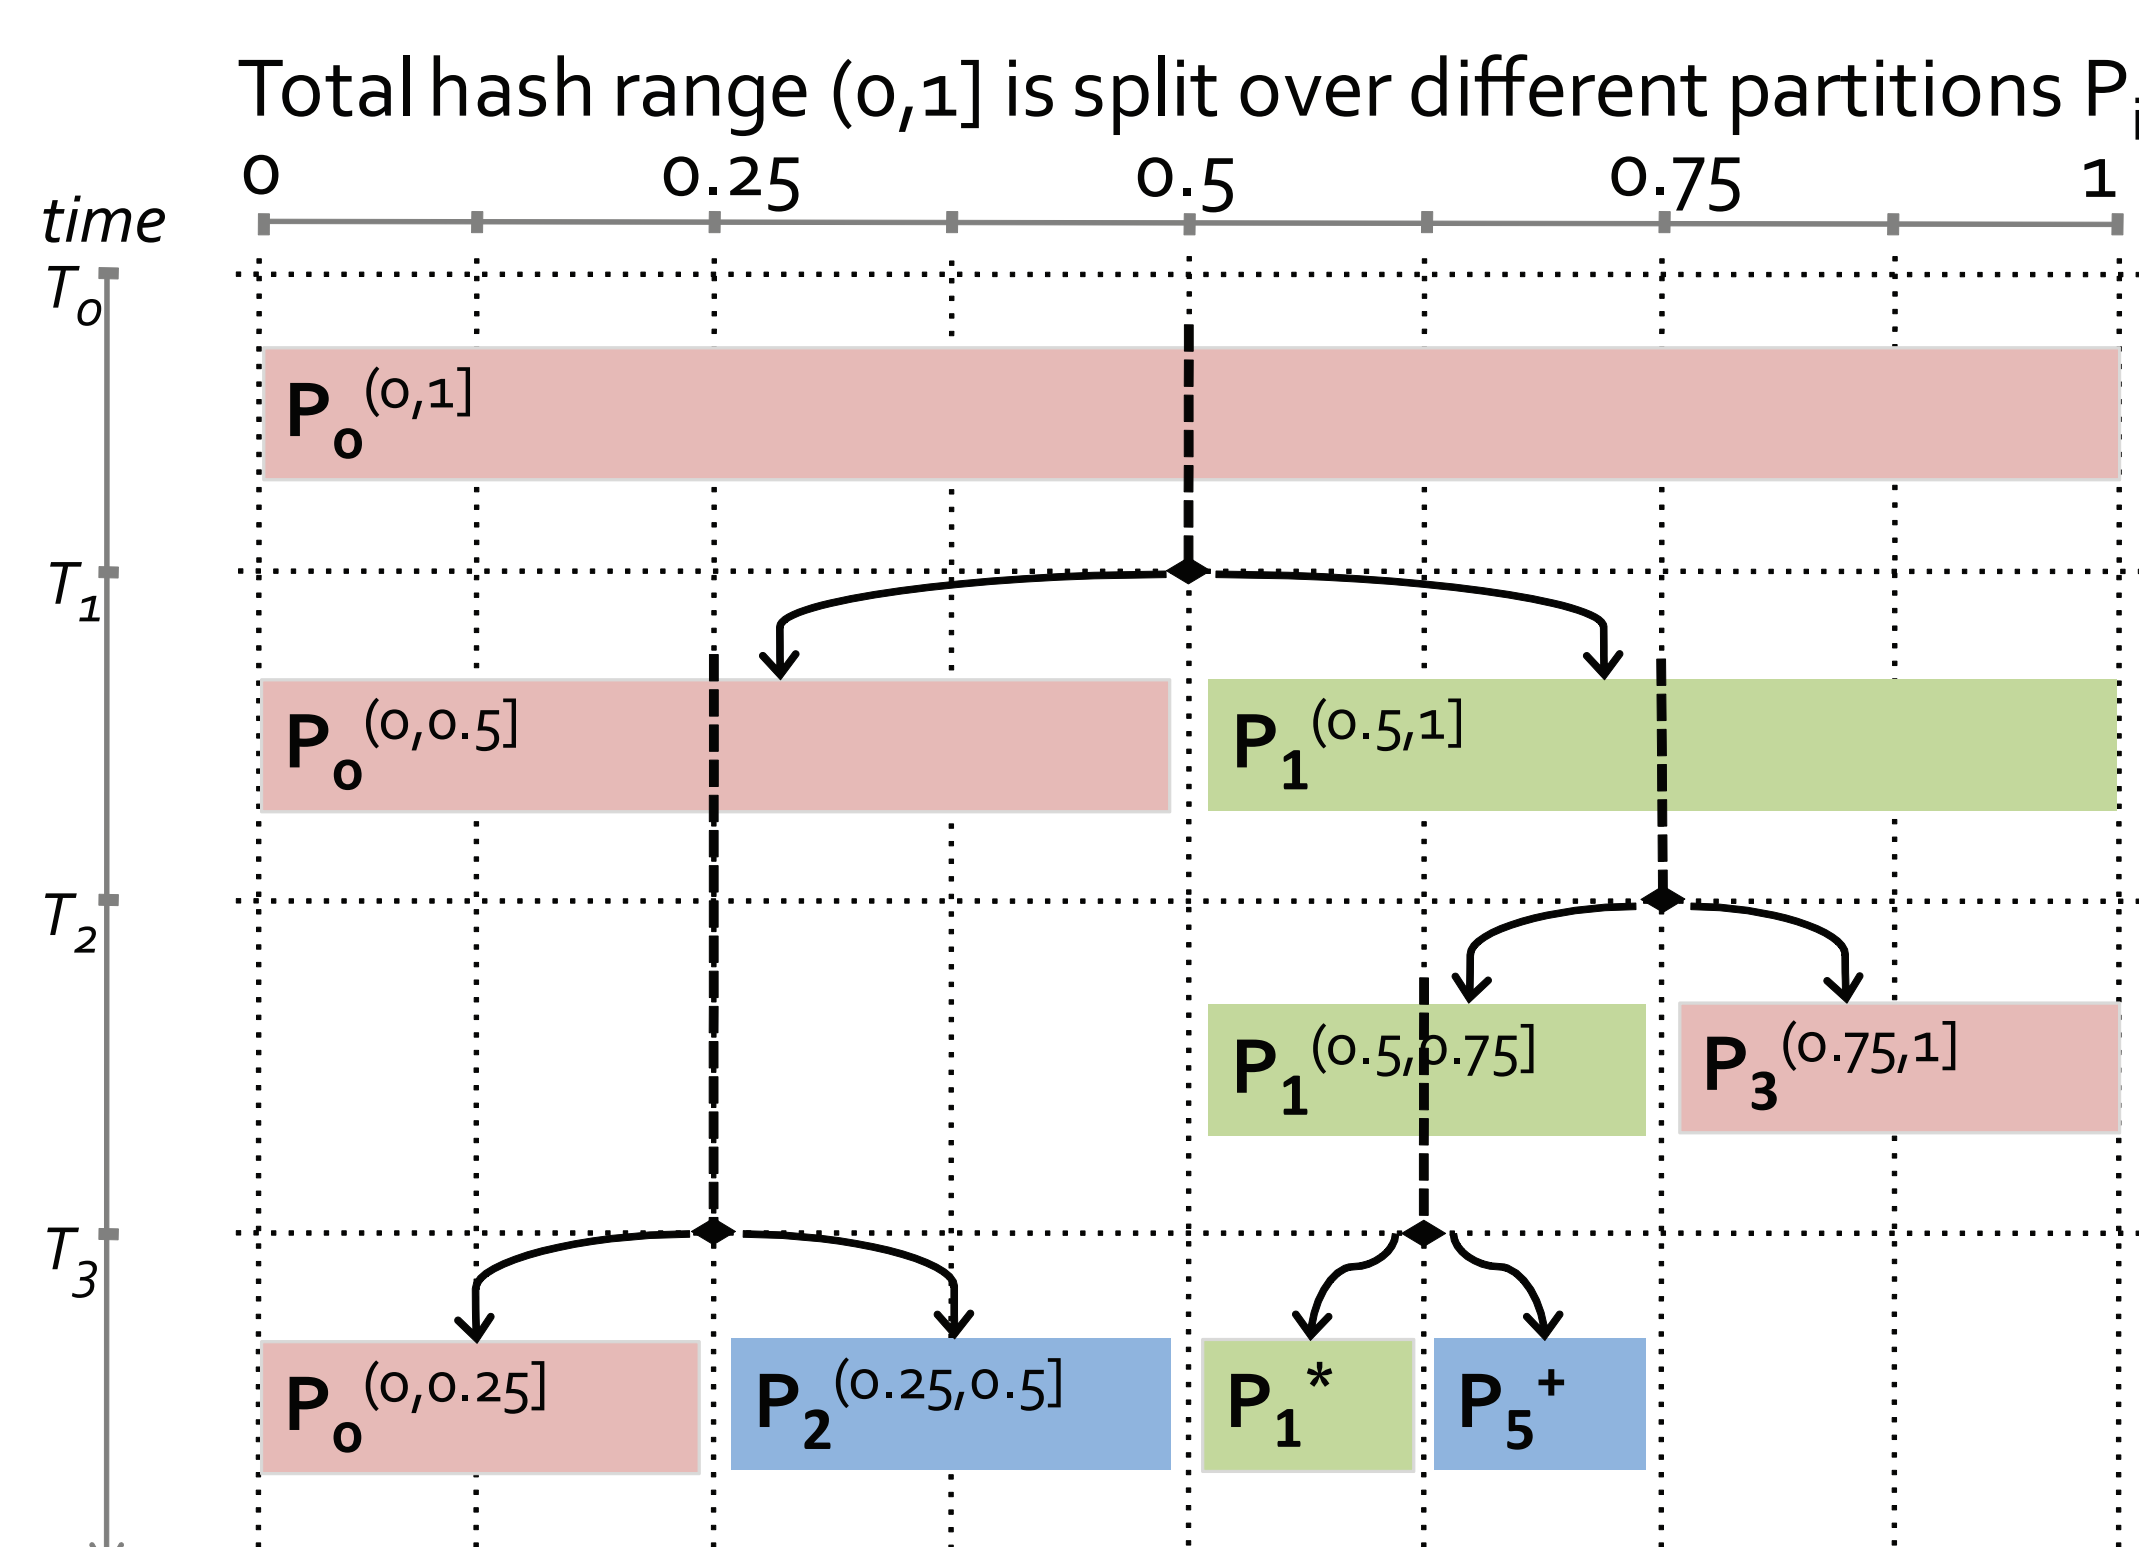 Total hash range (0,1] is split over different partitions Pi
0 0.25 0.5 0.75 1
time
T0
P0(0,1]
T1
P0(0,0.5] P1(0.5,1]
T2
P1(0.5,0.75] P3(0.75,1]
T3
P0(0,0.25] P2(0.25,0.5] P1* P5+